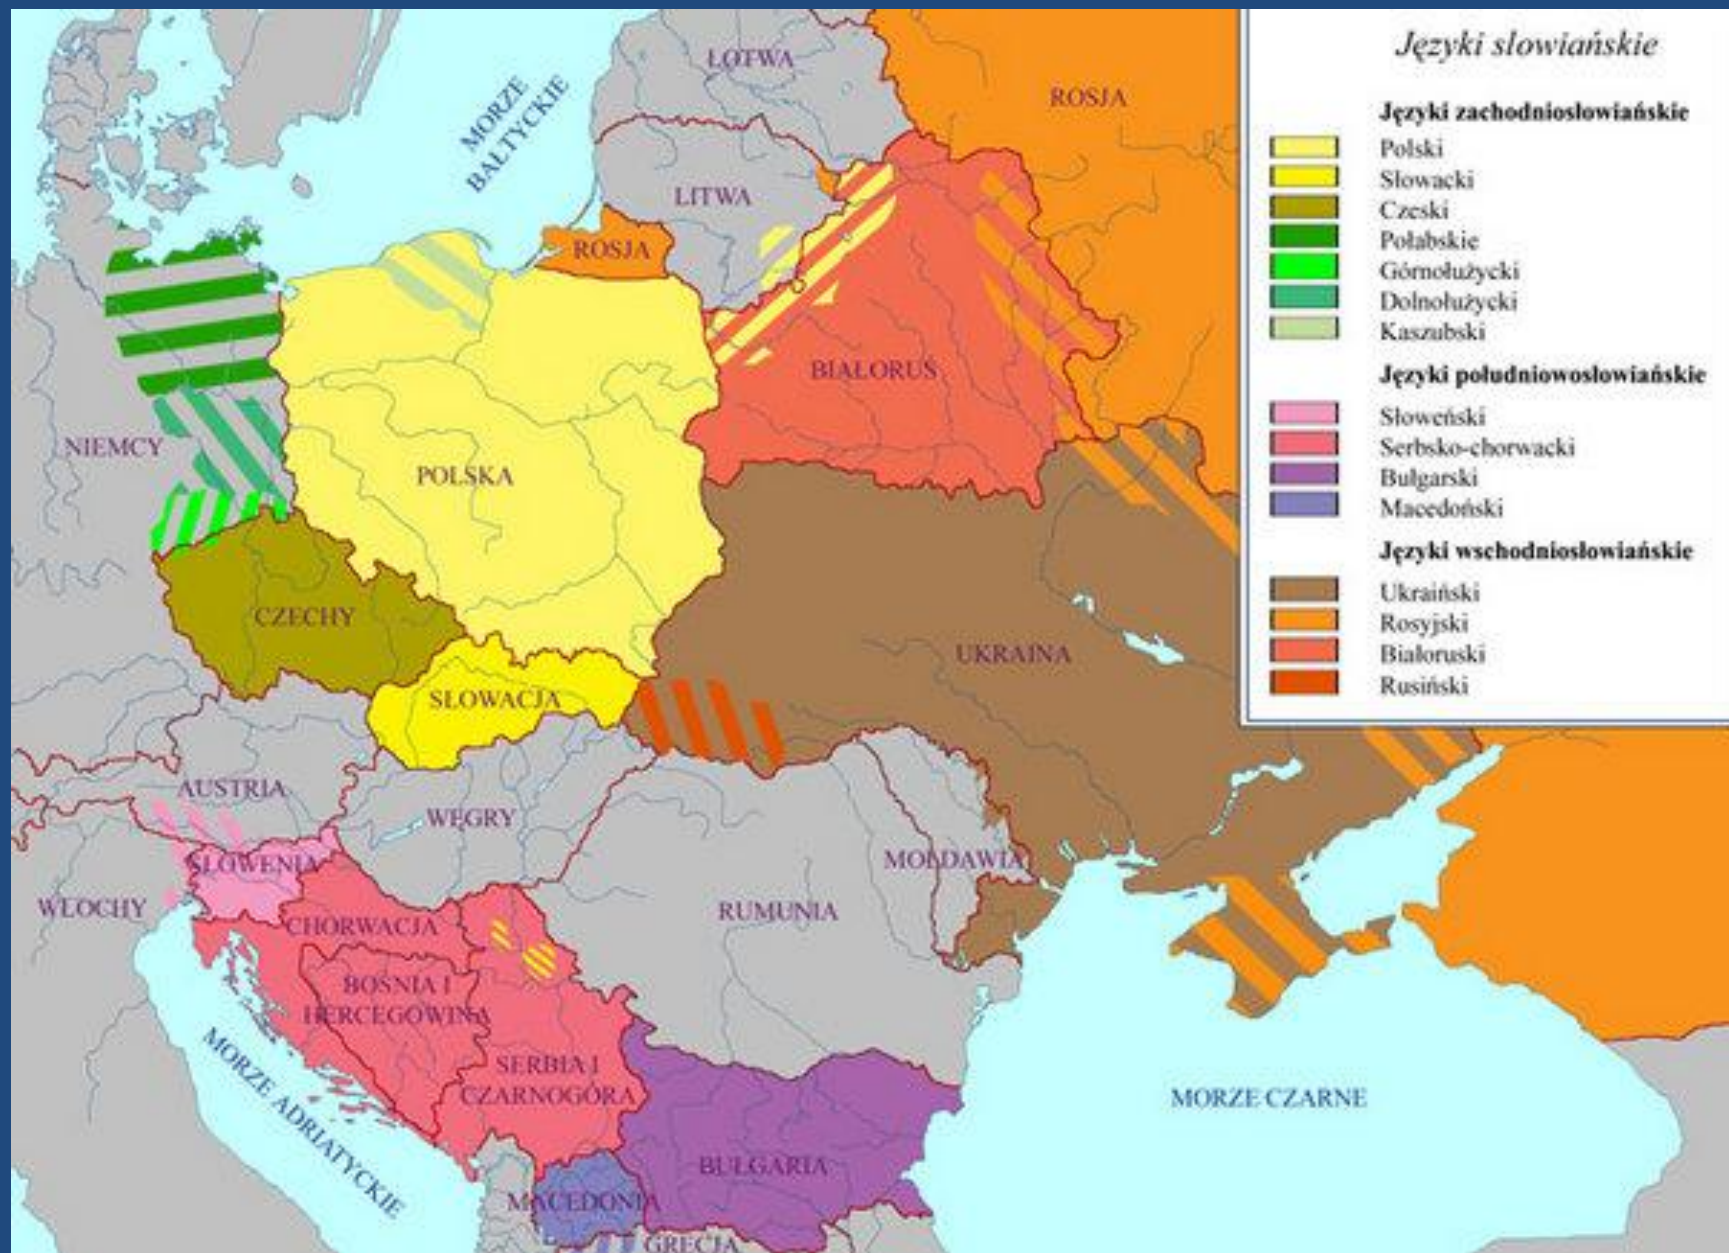 Języki slowiańskie
Języki zachodniosłowiańskie
Polski
Słowacki
Czeski
Połabskie
Górnołużycki
Dolnołużycki
Kaszubski
Języki południowosłowiańskie
Słoweński
Serbsko-chorwacki
Bułgarski
Macedoński
Języki wschodniosłowiańskie
Ukraiński
Rosyjski
Białoruski
Rusiński
ŁOTWA
ROSJA
MORZE
BAŁTYCKIE
LITWA
ROSJA
BIAŁORUŚ
NIEMCY
POLSKA
CZECHY
UKRAINA
SŁOWACJA
AUSTRIA
WĘGRY
SŁOWENIA
MOŁDAWIA
WŁOCHY
CHORWACJA
RUMUNIA
BOŚNIA I
HERCEGOWINA
MORZE ADRIATYCKIE
SERBIA I
CZARNOGÓRA
MORZE CZARNE
BUŁGARIA
MACEDONIA
GRECJA